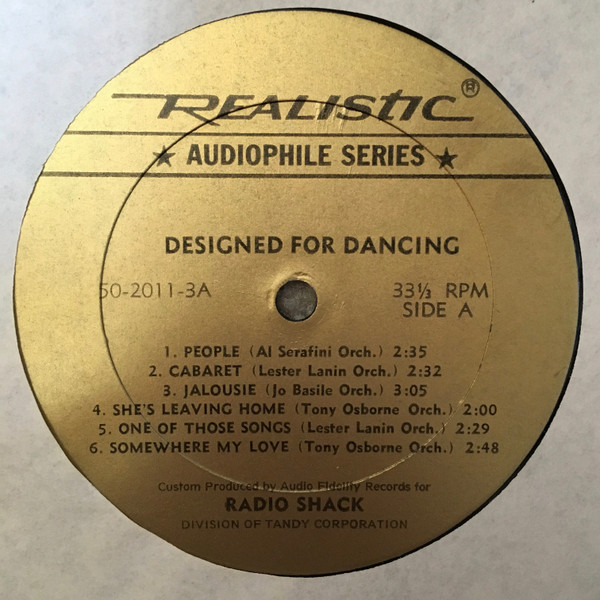 REALISTIC ®
★ AUDIOPHILE SERIES ★
DESIGNED FOR DANCING
50-2011-3A
33⅓ RPM
SIDE A
1. PEOPLE (Al Serafini Orch.) 2:35
2. CABARET (Lester Lanin Orch.) 2:32
3. JALOUSIE (Jo Basile Orch.) 3:05
4. SHE'S LEAVING HOME (Tony Osborne Orch.) 2:00
5. ONE OF THOSE SONGS (Lester Lanin Orch.) 2:29
6. SOMEWHERE MY LOVE (Tony Osborne Orch.) 2:48
Custom Produced by Audio Fidelity Records for
RADIO SHACK
DIVISION OF TANDY CORPORATION